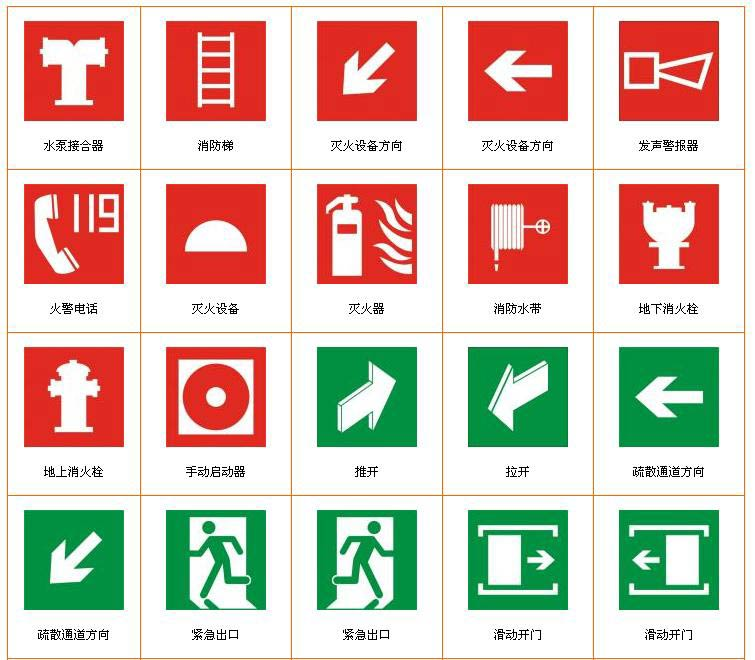 水泵接合器
消防梯
灭火设备方向
灭火设备方向
发声警报器
119
火警电话
灭火设备
灭火器
消防水带
地下消火栓
地上消火栓
手动启动器
推开
拉开
疏散通道方向
疏散通道方向
紧急出口
紧急出口
滑动开门
滑动开门